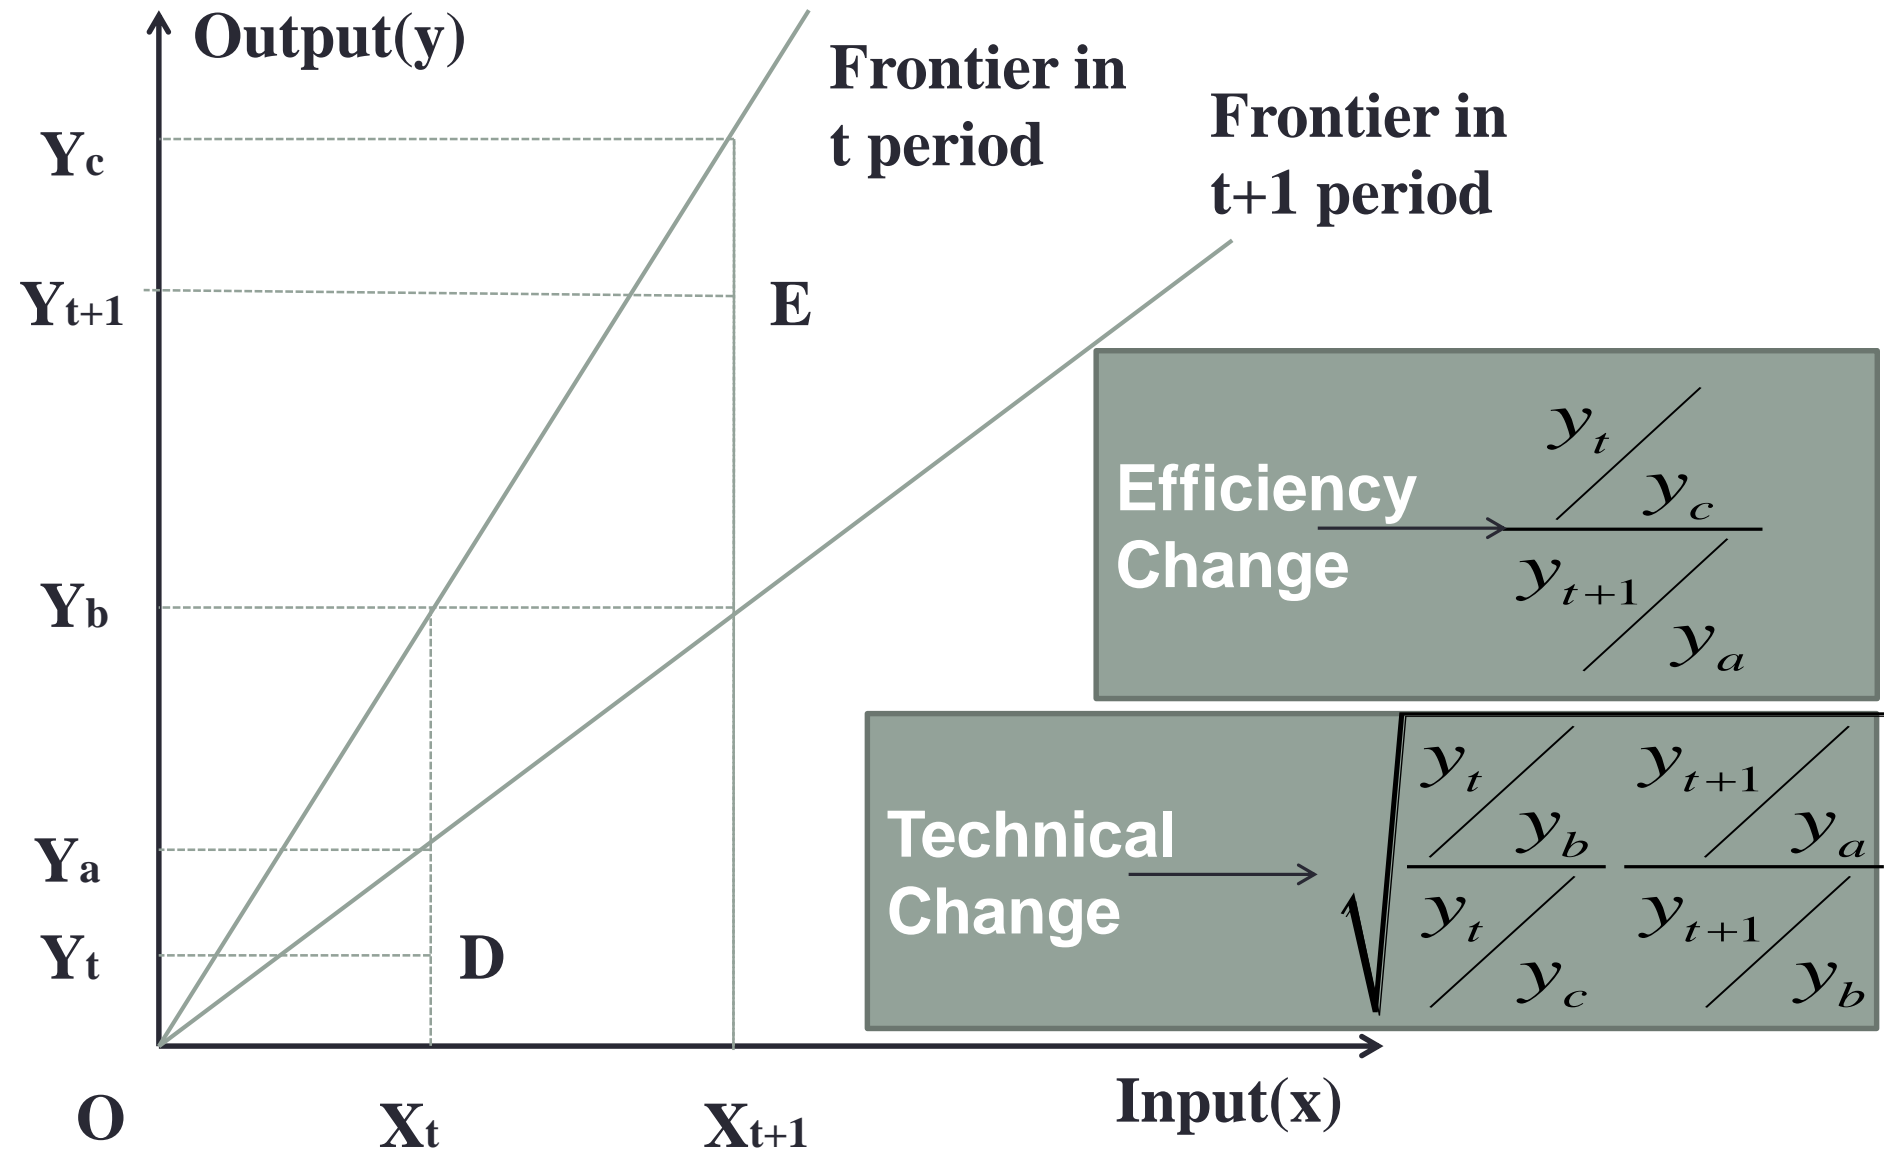 Output(y)
Frontier in
t period
Frontier in
t+1 period
Yc
Yt+1
E
Yb
Ya
Yt
D
O
Xt
Xt+1
Input(x)
Efficiency
Change
yt
yc
yt+1
ya
Technical
Change
yt yt+1
yb ya
yt yt+1
yc yb